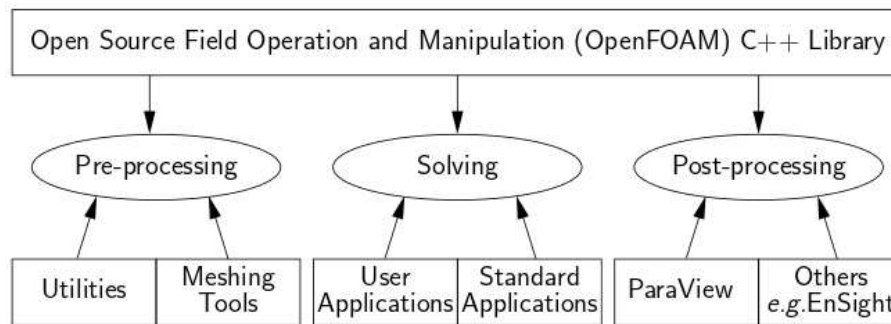 Open Source Field Operation and Manipulation (OpenFOAM) C++ Library
Pre-processing
Solving
Post-processing
Utilities
Meshing
Tools
User
Applications
Standard
Applications
ParaView
Others
e.g.EnSight